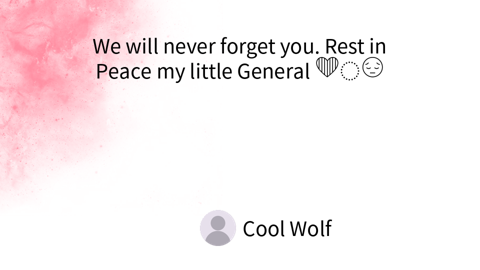 We will never forget you. Rest in
Peace my little General ❤️😔
Cool Wolf